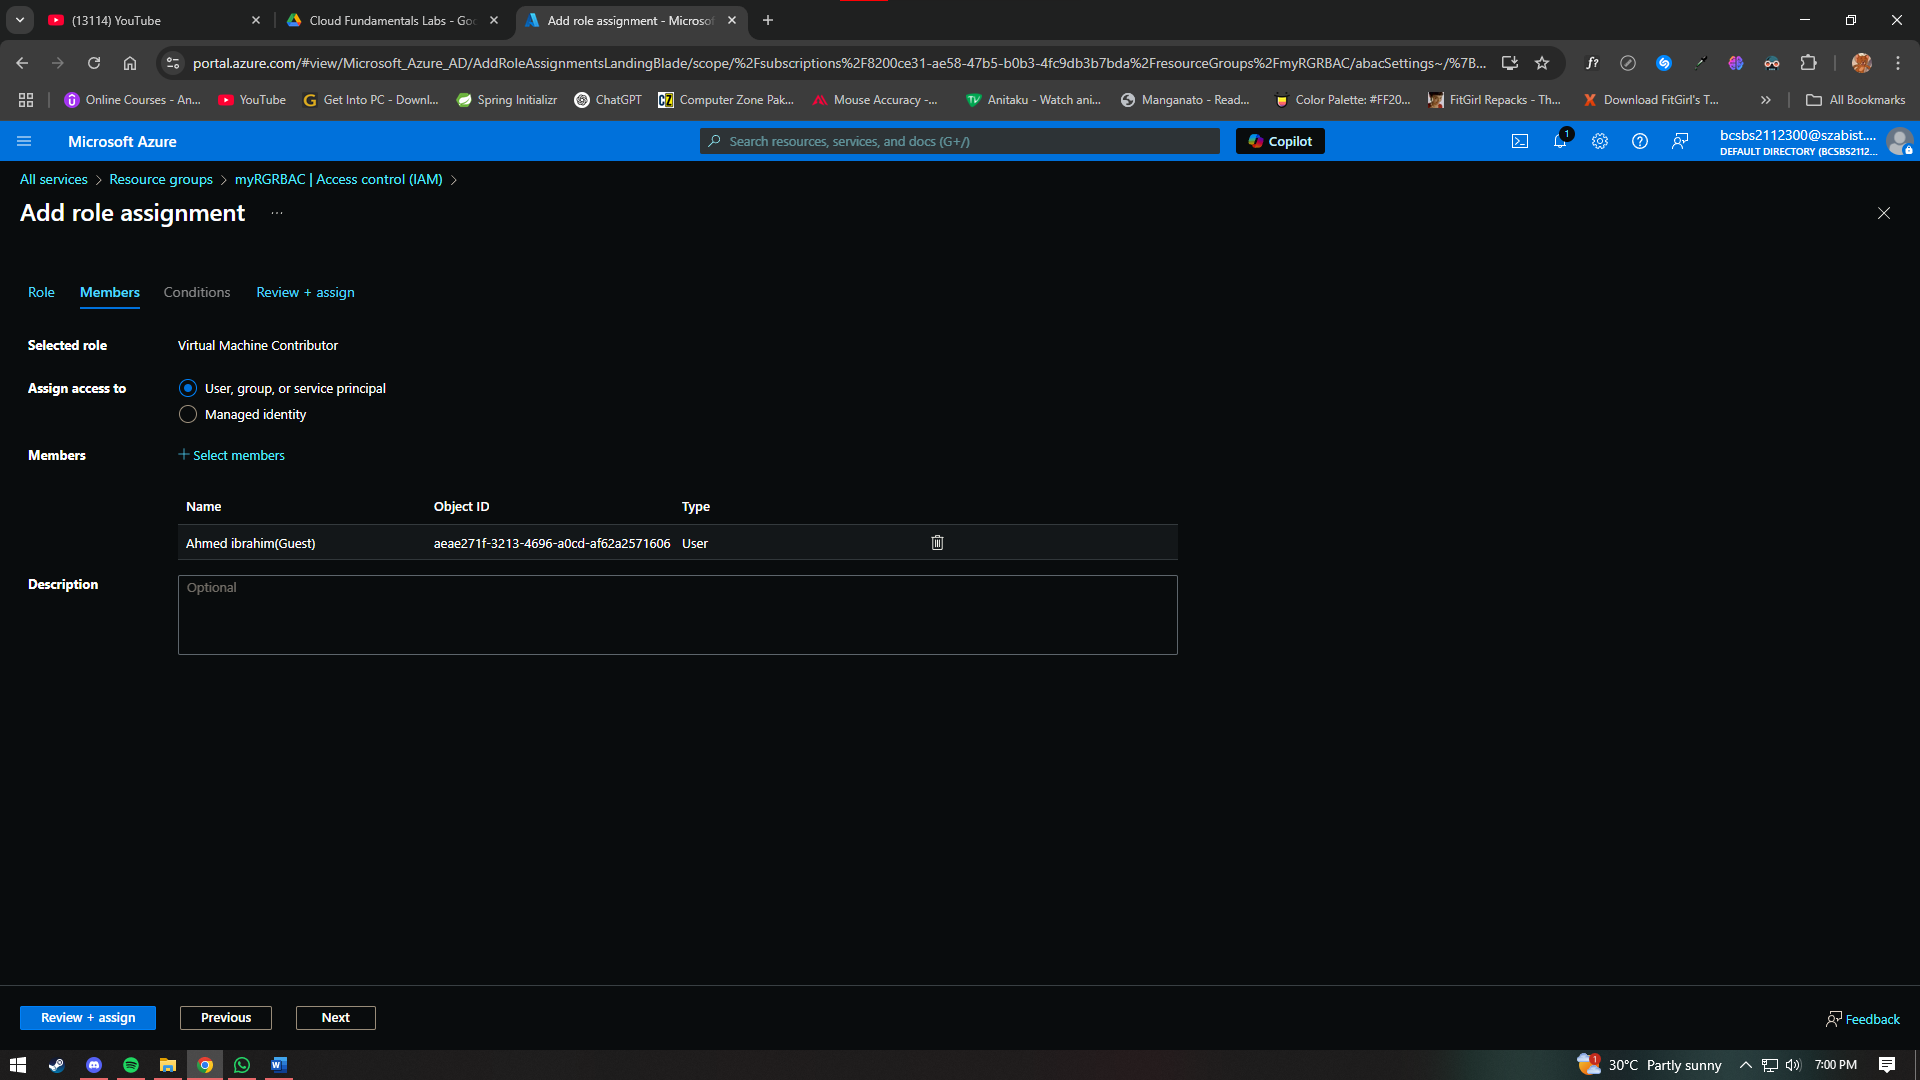 (13114) YouTube
Cloud Fundamentals Labs - Goo
Add role assignment - Microsof
portal.azure.com/#view/Microsoft_Azure_AD/AddRoleAssignmentsLandingBlade/scope/%2Fsubscriptions%2F8200ce31-ae58-47b5-b0b3-4fc9db3b7bda%2FresourceGroups%2FmyRGRBAC/abacSettings~/%7B...
f?
Online Courses - An...
YouTube
Get Into PC - Downl...
Spring Initializr
ChatGPT
Computer Zone Pak...
Mouse Accuracy -...
Anitaku - Watch ani...
Manganato - Read...
Color Palette: #FF20...
FitGirl Repacks - Th...
Download FitGirl's T...
All Bookmarks
Microsoft Azure
Search resources, services, and docs (G+/)
Copilot
1
bcsbs2112300@szabist....
DEFAULT DIRECTORY (BCSBS2112...
All services > Resource groups > myRGRBAC | Access control (IAM) >
Add role assignment ...
Role
Members
Conditions
Review + assign
Selected role
Virtual Machine Contributor
Assign access to
User, group, or service principal
Managed identity
Members
+ Select members
Name
Object ID
Type
Ahmed ibrahim(Guest)
aeae271f-3213-4696-a0cd-af62a2571606
User
Description
Optional
Review + assign
Previous
Next
Feedback
1
30°C Partly sunny
7:00 PM